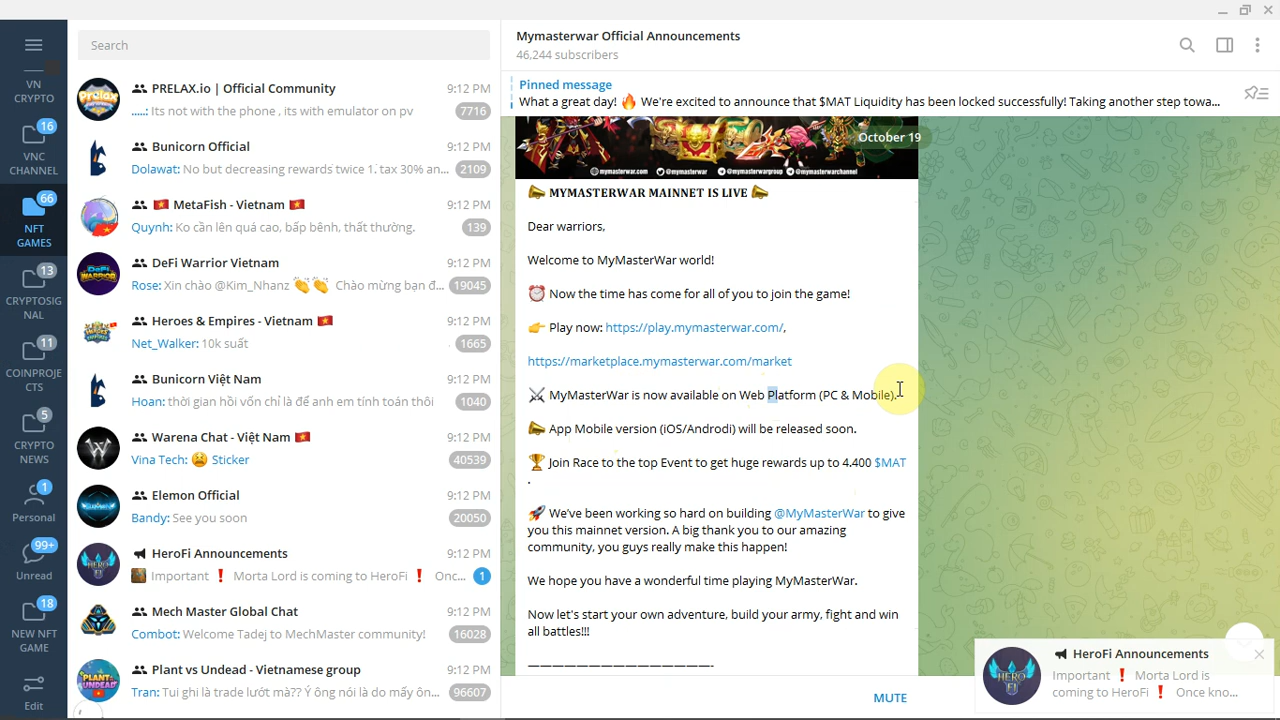 VN
CRYPTO
16
VNC
CHANNEL
66
NFT
GAMES
13
CRYPTOSIG
NAL
11
COINPROJE
CTS
5
CRYPTO
NEWS
1
Personal
99+
Unread
18
NEW NFT
GAME
Edit
Search
PRELAX.io | Official Community 9:12 PM
.....: Its not with the phone , its with emulator on pv 7716
Bunicorn Official 9:12 PM
Dolawat: No but decreasing rewards twice 1. tax 30% an... 2109
MetaFish - Vietnam 9:12 PM
Quynh: Ko cần lên quá cao, bấp bênh, thất thường. 139
DeFi Warrior Vietnam 9:12 PM
Rose: Xin chào @Kim_Nhanz 👏👏 Chào mừng bạn đ... 19045
Heroes & Empires - Vietnam 9:12 PM
Net_Walker: 10k suất 1665
Bunicorn Việt Nam 9:12 PM
Hoan: thời gian hồi vốn chỉ là để anh em tính toán thôi 1040
Warena Chat - Việt Nam 9:12 PM
Vina Tech: 😫 Sticker 40539
Elemon Official 9:12 PM
Bandy: See you soon 20050
HeroFi Announcements 9:12 PM
Important ❗ Morta Lord is coming to HeroFi ❗ Onc... 1
Mech Master Global Chat 9:12 PM
Combot: Welcome Tadej to MechMaster community! 16028
Plant vs Undead - Vietnamese group 9:12 PM
Tran: Tui ghi là trade lướt mà?? Ý ông nói là do mấy ôn... 96607
Mymasterwar Official Announcements
46,244 subscribers
Pinned message
What a great day! 🔥 We're excited to announce that $MAT Liquidity has been locked successfully! Taking another step towa...
October 19
mymasterwar.com @mymasterwar @mymasterwargroup @mymasterwarchannel
MYMASTERWAR MAINNET IS LIVE
Dear warriors,
Welcome to MyMasterWar world!
⏰ Now the time has come for all of you to join the game!
👉 Play now: https://play.mymasterwar.com/,
https://marketplace.mymasterwar.com/market
⚔ MyMasterWar is now available on Web Platform (PC & Mobile).
App Mobile version (iOS/Androdi) will be released soon.
🏆 Join Race to the top Event to get huge rewards up to 4.400 $MAT
.
🚀 We've been working so hard on building @MyMasterWar to give
you this mainnet version. A big thank you to our amazing
community, you guys really make this happen!
We hope you have a wonderful time playing MyMasterWar.
Now let's start your own adventure, build your army, fight and win
all battles!!!
———————————————-
MUTE
HERO
FI
HeroFi Announcements
Important ❗ Morta Lord is
coming to HeroFi ❗ Once kno...